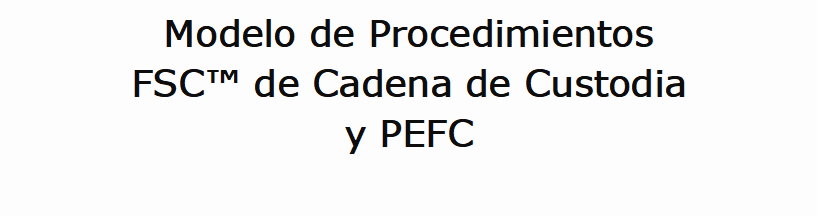 Modelo de Procedimientos
FSC™ de Cadena de Custodia
y PEFC